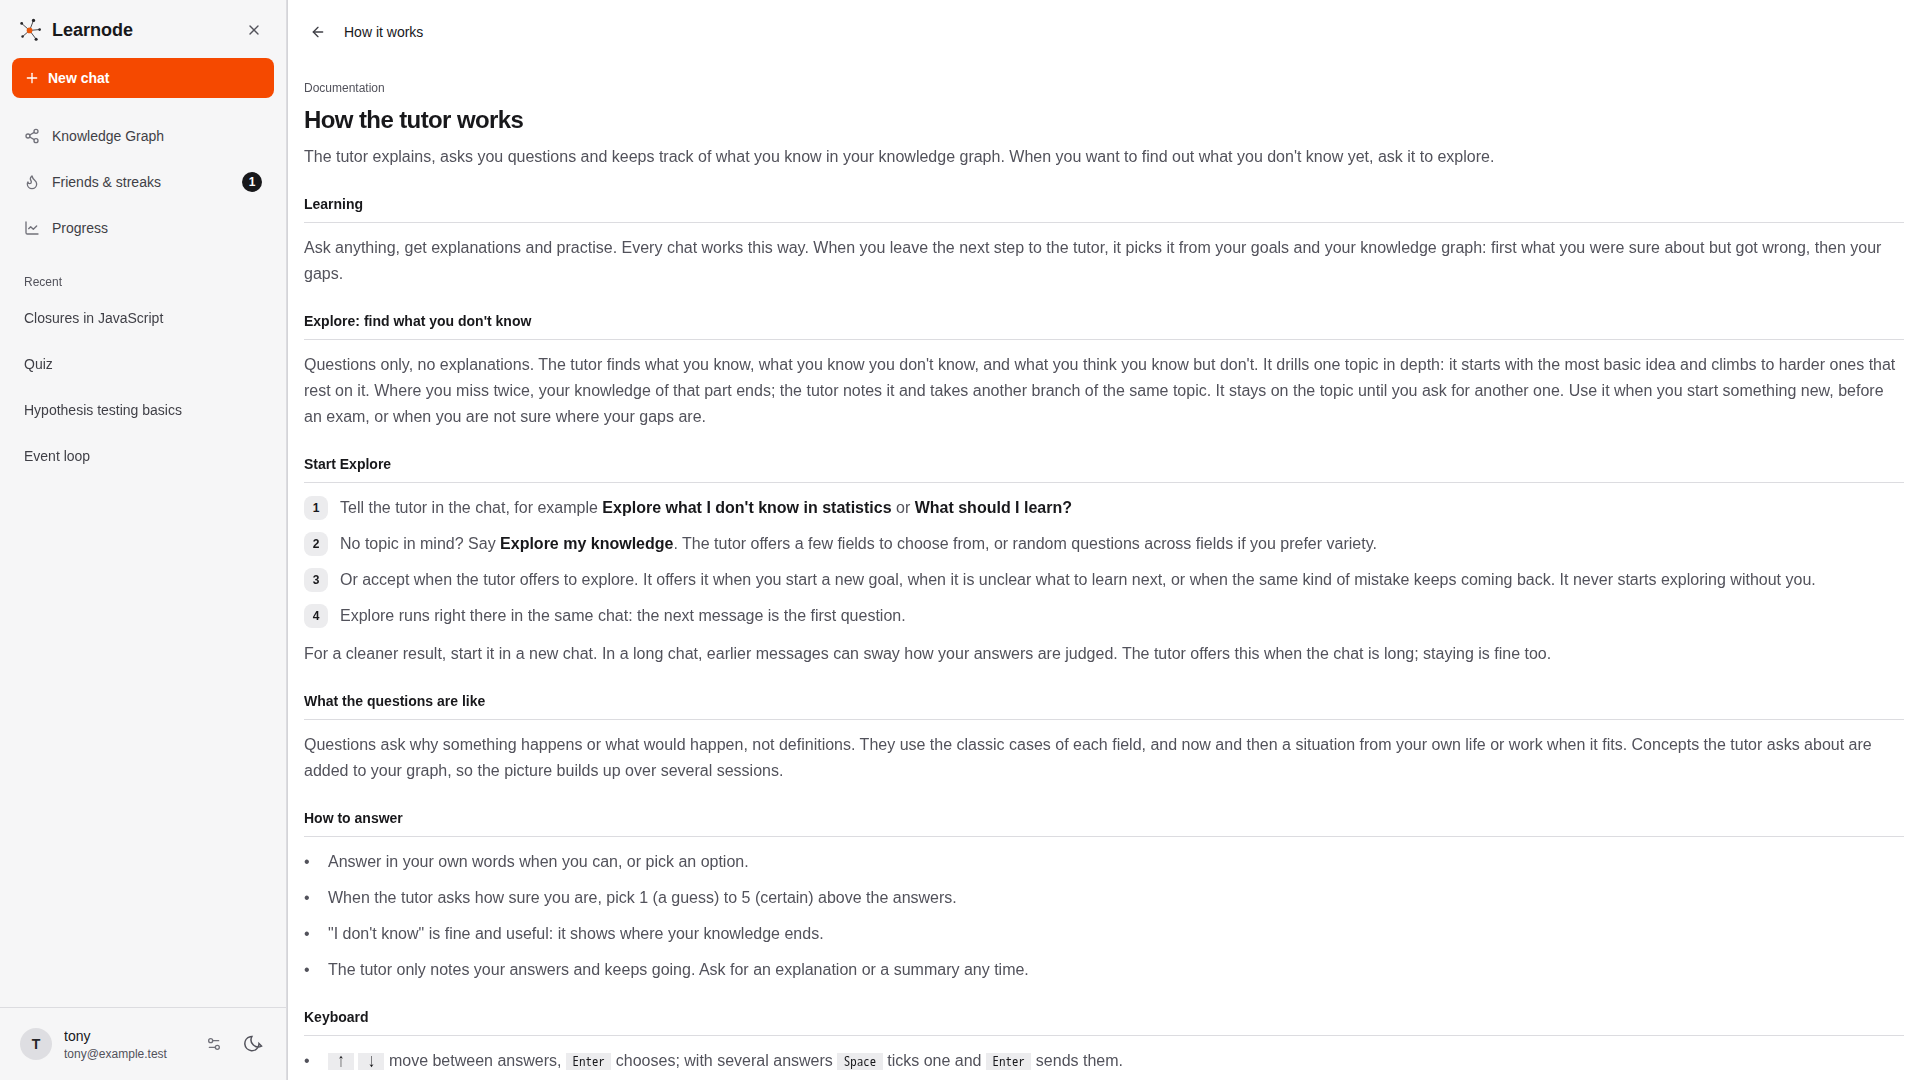 Learnode
New chat
Knowledge Graph
Friends & streaks
1
Progress
Recent
Closures in JavaScript
Quiz
Hypothesis testing basics
Event loop
T
tony
tony@example.test
How it works
Documentation
How the tutor works
The tutor explains, asks you questions and keeps track of what you know in your knowledge graph. When you want to find out what you don't know yet, ask it to explore.
Learning
Ask anything, get explanations and practise. Every chat works this way. When you leave the next step to the tutor, it picks it from your goals and your knowledge graph: first what you were sure about but got wrong, then your
gaps.
Explore: find what you don't know
Questions only, no explanations. The tutor finds what you know, what you know you don't know, and what you think you know but don't. It drills one topic in depth: it starts with the most basic idea and climbs to harder ones that
rest on it. Where you miss twice, your knowledge of that part ends; the tutor notes it and takes another branch of the same topic. It stays on the topic until you ask for another one. Use it when you start something new, before
an exam, or when you are not sure where your gaps are.
Start Explore
1 Tell the tutor in the chat, for example Explore what I don't know in statistics or What should I learn?
2 No topic in mind? Say Explore my knowledge. The tutor offers a few fields to choose from, or random questions across fields if you prefer variety.
3 Or accept when the tutor offers to explore. It offers it when you start a new goal, when it is unclear what to learn next, or when the same kind of mistake keeps coming back. It never starts exploring without you.
4 Explore runs right there in the same chat: the next message is the first question.
For a cleaner result, start it in a new chat. In a long chat, earlier messages can sway how your answers are judged. The tutor offers this when the chat is long; staying is fine too.
What the questions are like
Questions ask why something happens or what would happen, not definitions. They use the classic cases of each field, and now and then a situation from your own life or work when it fits. Concepts the tutor asks about are
added to your graph, so the picture builds up over several sessions.
How to answer
• Answer in your own words when you can, or pick an option.
• When the tutor asks how sure you are, pick 1 (a guess) to 5 (certain) above the answers.
• "I don't know" is fine and useful: it shows where your knowledge ends.
• The tutor only notes your answers and keeps going. Ask for an explanation or a summary any time.
Keyboard
• ↑ ↓ move between answers, Enter chooses; with several answers Space ticks one and Enter sends them.